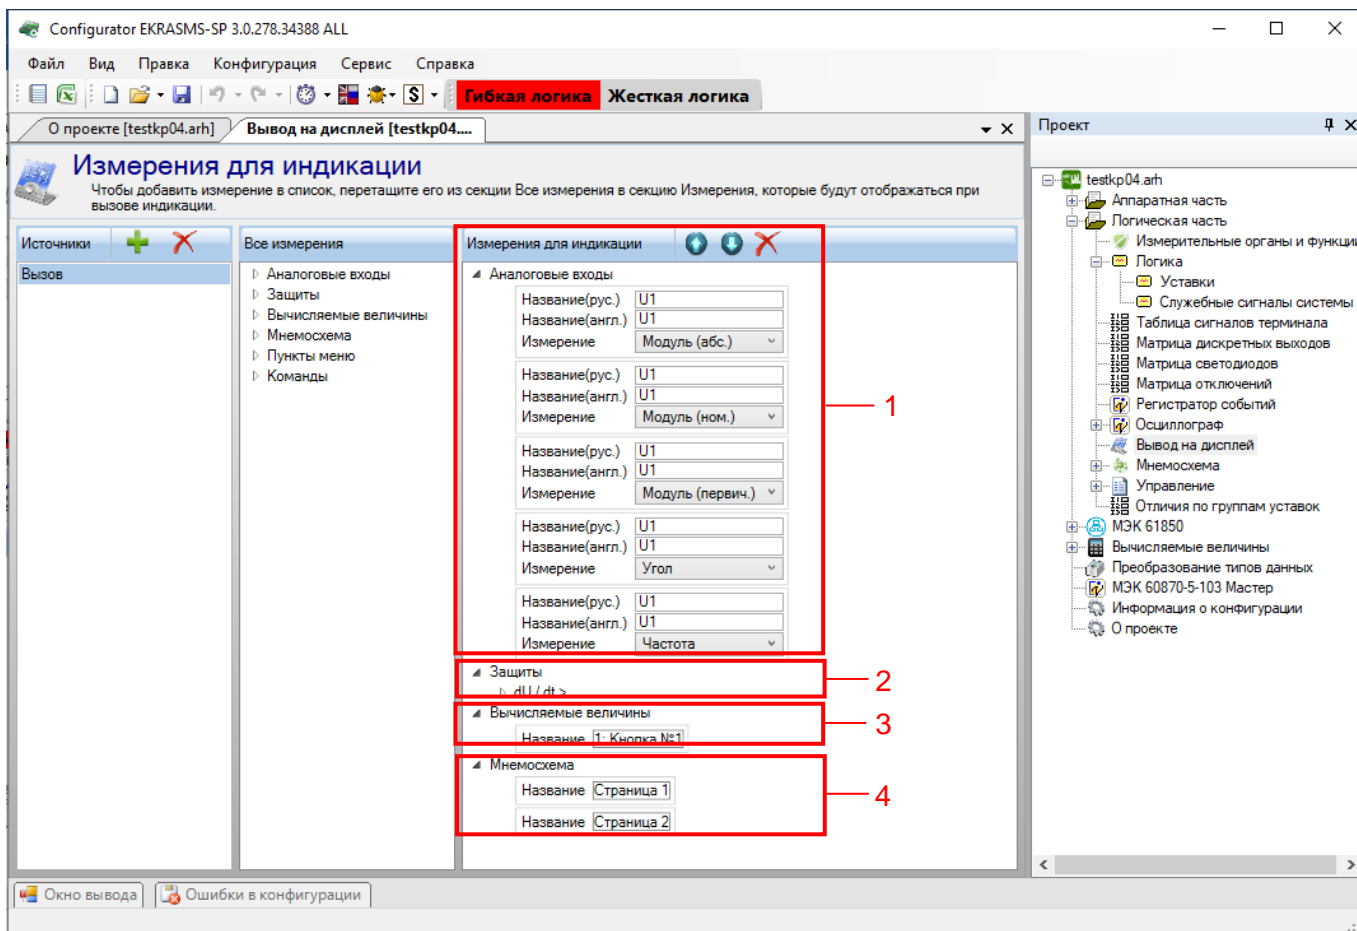 Configurator EKRASMS-SP 3.0.278.34388 ALL
Файл Вид Правка Конфигурация Сервис Справка
Гибкая логика Жесткая логика
О проекте [testkp04.arh] Вывод на дисплей [testkp04....
Измерения для индикации
Чтобы добавить измерение в список, перетащите его из секции Все измерения в секцию Измерения, которые будут отображаться при
вызове индикации.
Источники
Вызов
Все измерения
Аналоговые входы
Защиты
Вычисляемые величины
Мнемосхема
Пункты меню
Команды
Измерения для индикации
Аналоговые входы
Название(рус.) U1
Название(англ.) U1
Измерение Модуль (абс.)
Название(рус.) U1
Название(англ.) U1
Измерение Модуль (ном.)
Название(рус.) U1
Название(англ.) U1
Измерение Модуль (первич.)
Название(рус.) U1
Название(англ.) U1
Измерение Угол
Название(рус.) U1
Название(англ.) U1
Измерение Частота
1
Защиты
dU / dt >
2
Вычисляемые величины
Название 1: Кнопка №1
3
Мнемосхема
Название Страница 1
Название Страница 2
4
Проект
testkp04.arh
Аппаратная часть
Логическая часть
Измерительные органы и функции
Логика
Уставки
Служебные сигналы системы
Таблица сигналов терминала
Матрица дискретных выходов
Матрица светодиодов
Матрица отключений
Регистратор событий
Осциллограф
Вывод на дисплей
Мнемосхема
Управление
Отличия по группам уставок
МЭК 61850
Вычисляемые величины
Преобразование типов данных
МЭК 60870-5-103 Мастер
Информация о конфигурации
О проекте
Окно вывода Ошибки в конфигурации